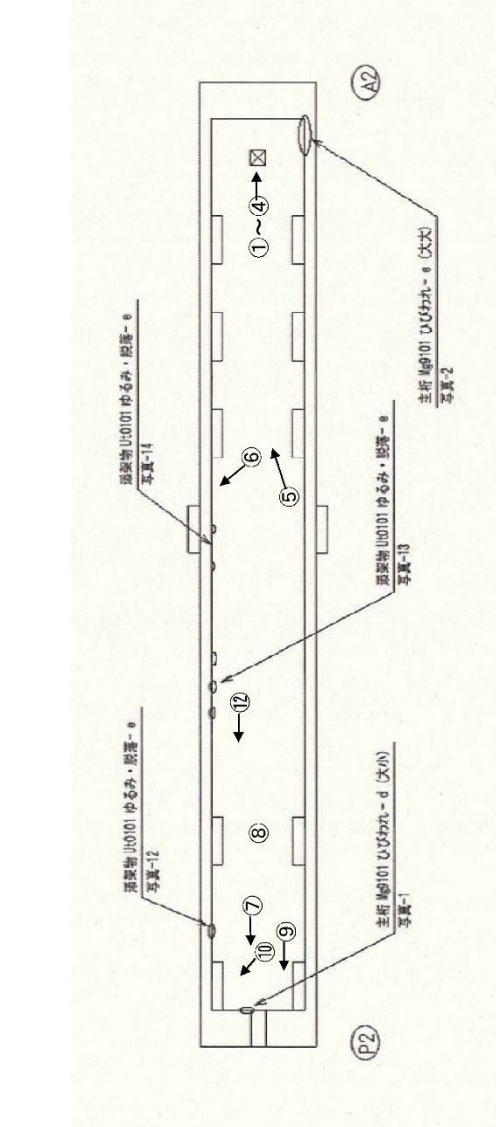 添架物 Ut0101 ゆるみ・脱落- e
写真-12
添架物 Ut0101 ゆるみ・脱落- e
写真-14
P2
A2
①～④
⑥
⑤
⑫
⑧
⑦
⑩
⑨
主桁 Mg9101 ひびわれ- d (大小)
写真-1
添架物 Ut0101 ゆるみ・脱落- e
写真-13
主桁 Mg9101 ひびわれ- e (大大)
写真-2